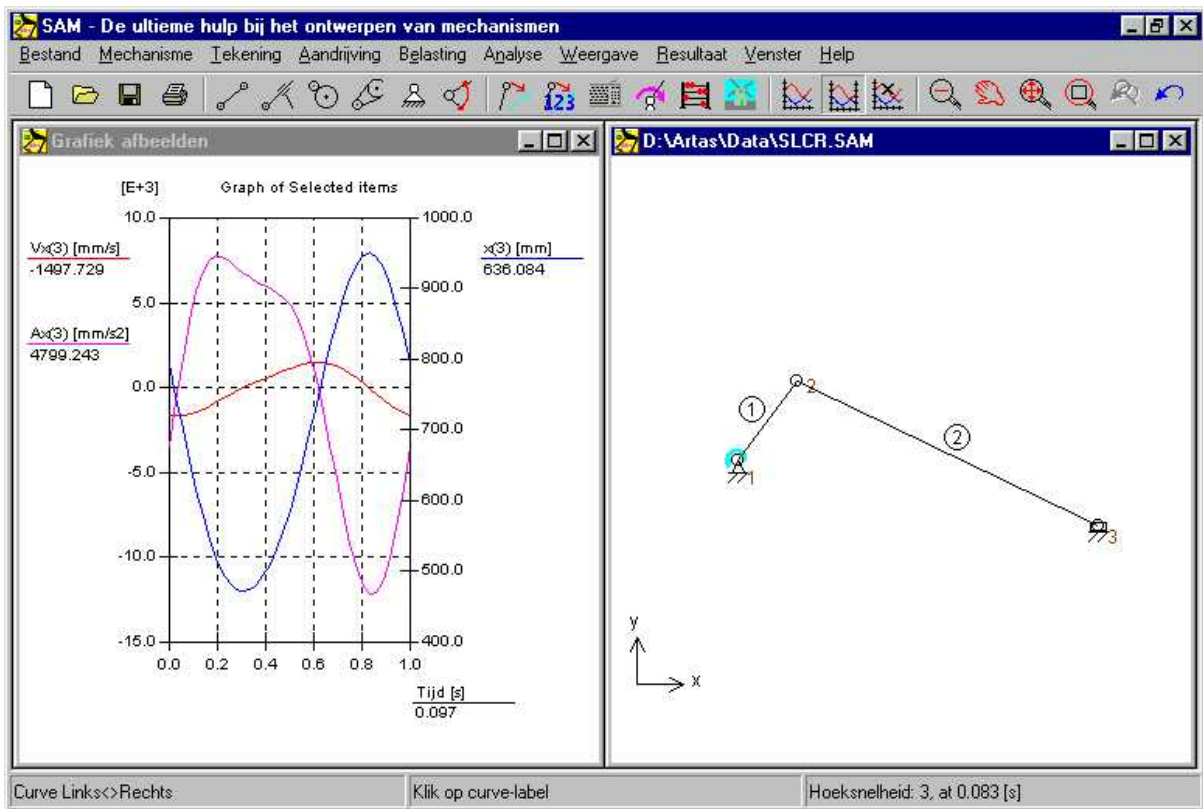 SAM - De ultieme hulp bij het ontwerpen van mechanismen
Bestand Mechanisme Tekening Aandrijving Belasting Analyse Weergave Resultaat Venster Help
123
Grafiek afbeelden
[E+3] Graph of Selected items
10.0 1000.0
Vx(3) [mm/s] x(3) [mm]
-1497.729 636.084
900.0
5.0
Ax(3) [mm/s2]
4799.243 800.0
0.0
700.0
-5.0
600.0
-10.0
500.0
-15.0 400.0
0.0 0.2 0.4 0.6 0.8 1.0
Tijd [s]
0.097
D:\Artas\Data\SLCR.SAM
2
1
2
1
3
y
x
Curve Links<>Rechts Klik op curve-label Hoeksnelheid: 3, at 0.083 [s]